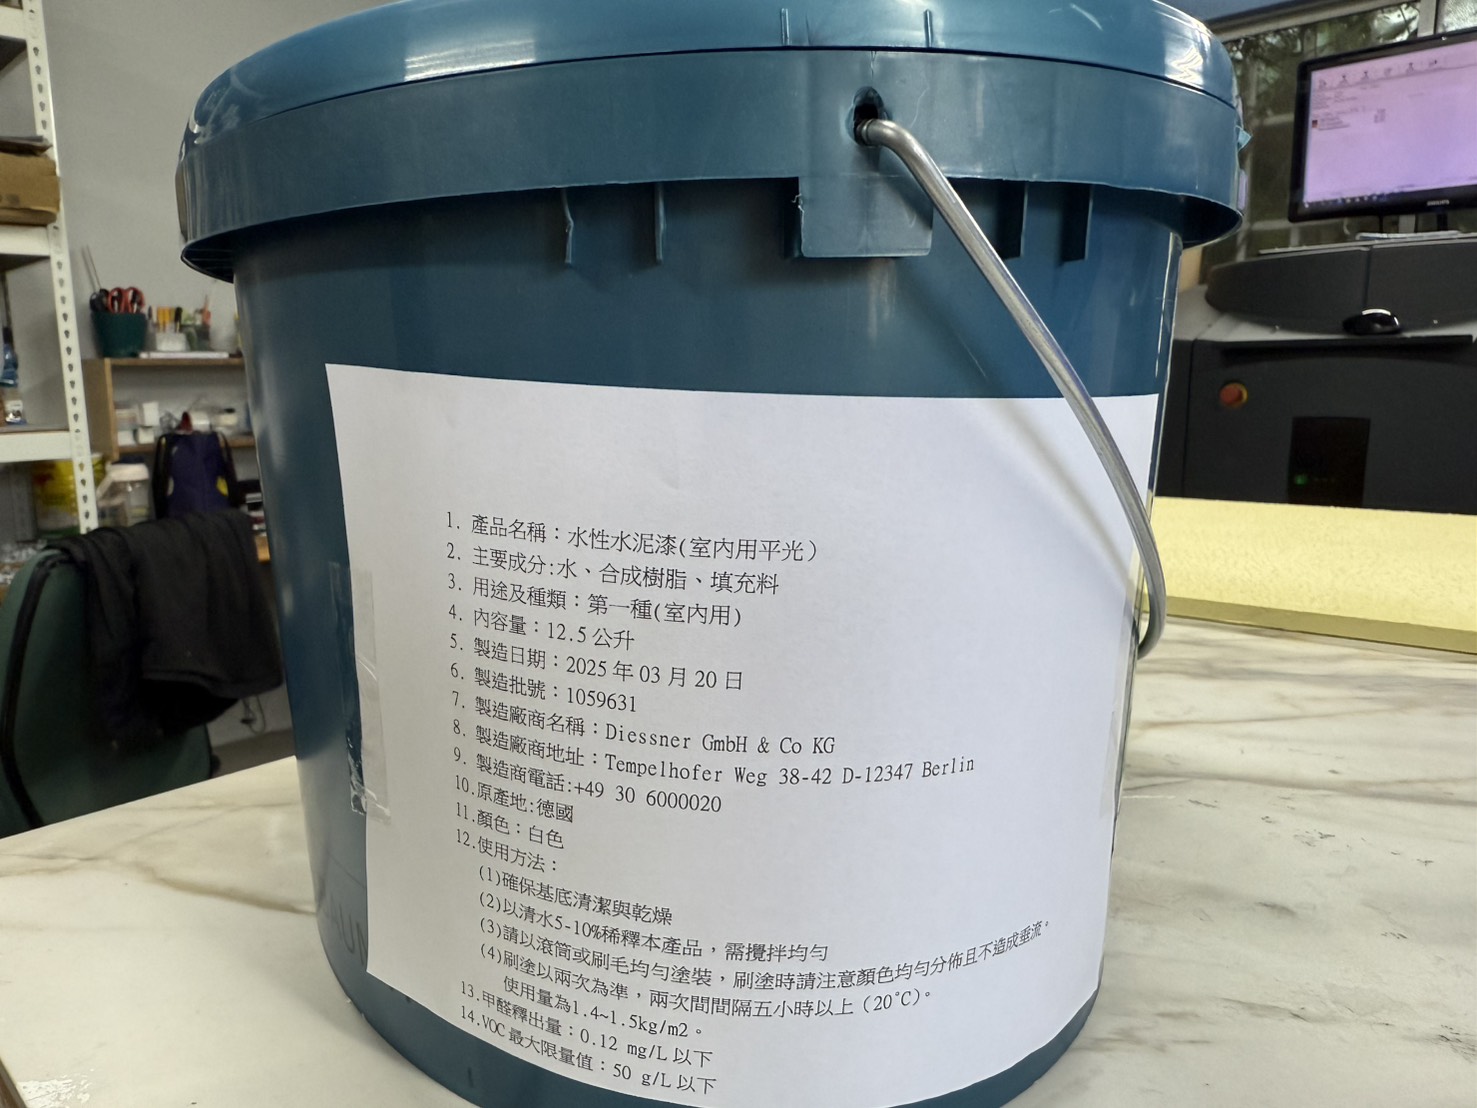 1. 產品名稱：水性水泥漆(室內用平光）
2. 主要成分:水、合成樹脂、填充料
3. 用途及種類：第一種(室內用)
4. 內容量：12.5 公升
5. 製造日期：2025 年 03 月 20 日
6. 製造批號：1059631
7. 製造廠商名稱：Diessner GmbH & Co KG
8. 製造廠商地址：Tempelhofer Weg 38-42 D-12347 Berlin
9. 製造商電話:+49 30 6000020
10.原產地:德國
11.顏色：白色
12.使用方法：
(1)確保基底清潔與乾燥
(2)以清水5-10%稀釋本產品，需攪拌均勻
(3)請以滾筒或刷毛均勻塗裝，刷塗時請注意顏色均勻分佈且不造成垂流。
(4)刷塗以兩次為準，兩次間間隔五小時以上（20˚C)。
使用量為1.4~1.5kg/m2。
13.甲醛釋出量：0.12 mg/L 以下
14.VOC 最大限量值：50 g/L 以下
PHILIPS